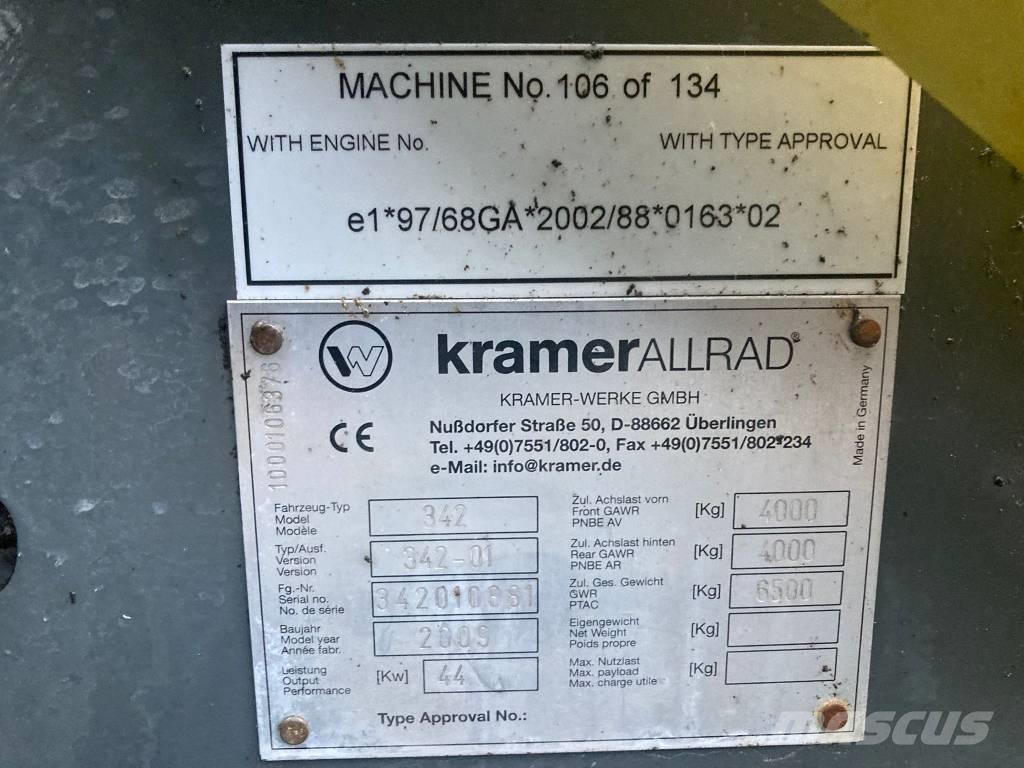 MACHINE No. 106 of 134
WITH ENGINE No. WITH TYPE APPROVAL
e1*97/68GA*2002/88*0163*02
kramerALLRAD®
KRAMER-WERKE GMBH
Nußdorfer Straße 50, D-88662 Überlingen
Tel. +49(0)7551/802-0, Fax +49(0)7551/802-234
e-Mail: info@kramer.de
CE
Made in Germany
1000106376
Fahrzeug-Typ
Model
Modèle
342
Typ/Ausf.
Version
Version
342-01
Fg.-Nr.
Serial no.
No. de série
Baujahr
Model year
Année fabr.
2009
Leistung
Output
Performance
[Kw] 44
Zul. Achslast vorn
Front GAWR
PNBE AV
[Kg] 4000
Zul. Achslast hinten
Rear GAWR
PNBE AR
[Kg] 4000
Zul. Ges. Gewicht
GWR
PTAC
[Kg] 6500
Eigengewicht
Net Weight
Poids propre
[Kg]
Max. Nutzlast
Max. payload
Max. charge utile
[Kg]
Type Approval No.:
mascus